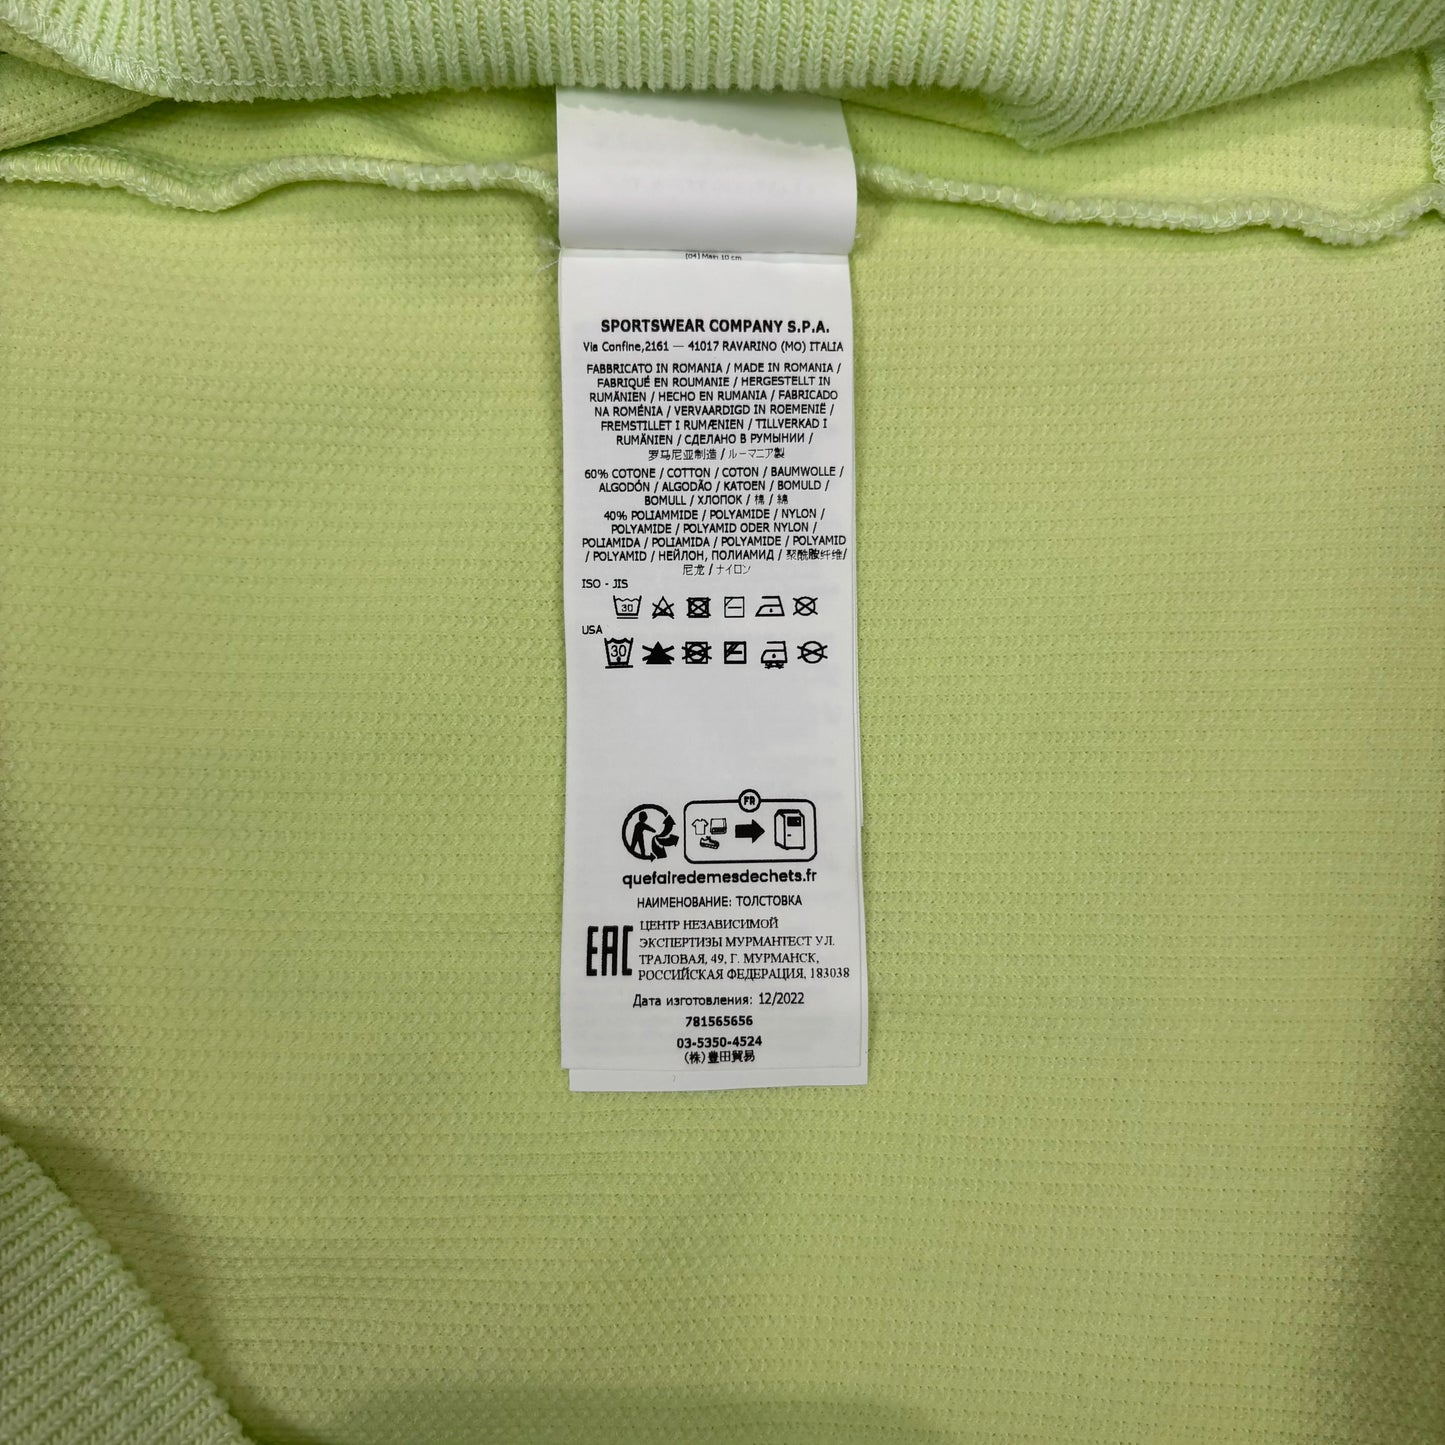 [04] Main 10 cm
SPORTSWEAR COMPANY S.P.A.
Via Confine,2161 — 41017 RAVARINO (MO) ITALIA
FABBRICATO IN ROMANIA / MADE IN ROMANIA /
FABRIQUÉ EN ROUMANIE / HERGESTELLT IN
RUMÄNIEN / HECHO EN RUMANIA / FABRICADO
NA ROMÉNIA / VERVAARDIGD IN ROEMENIË /
FREMSTILLET I RUMÆNIEN / TILLVERKAD I
RUMÄNIEN / СДЕЛАНО В РУМЫНИИ /
罗马尼亚制造 / ルーマニア製
60% COTONE / COTTON / COTON / BAUMWOLLE /
ALGODÓN / ALGODÃO / KATOEN / BOMULD /
BOMULL / ХЛОПОК / 棉 / 綿
40% POLIAMMIDE / POLYAMIDE / NYLON /
POLYAMIDE / POLYAMID ODER NYLON /
POLIAMIDA / POLIAMIDA / POLYAMIDE / POLYAMID
/ POLYAMID / НЕЙЛОН, ПОЛИАМИД / 聚酰胺纤维/
尼龙 / ナイロン
ISO - JIS
30
USA
30
FR
quefairedemesdechets.fr
НАИМЕНОВАНИЕ: ТОЛСТОВКА
EAC
ЦЕНТР НЕЗАВИСИМОЙ
ЭКСПЕРТИЗЫ МУРМАНТЕСТ УЛ.
ТРАЛОВАЯ, 49, Г. МУРМАНСК,
РОССИЙСКАЯ ФЕДЕРАЦИЯ, 183038
Дата изготовления: 12/2022
781565656
03-5350-4524
(株)豊田貿易